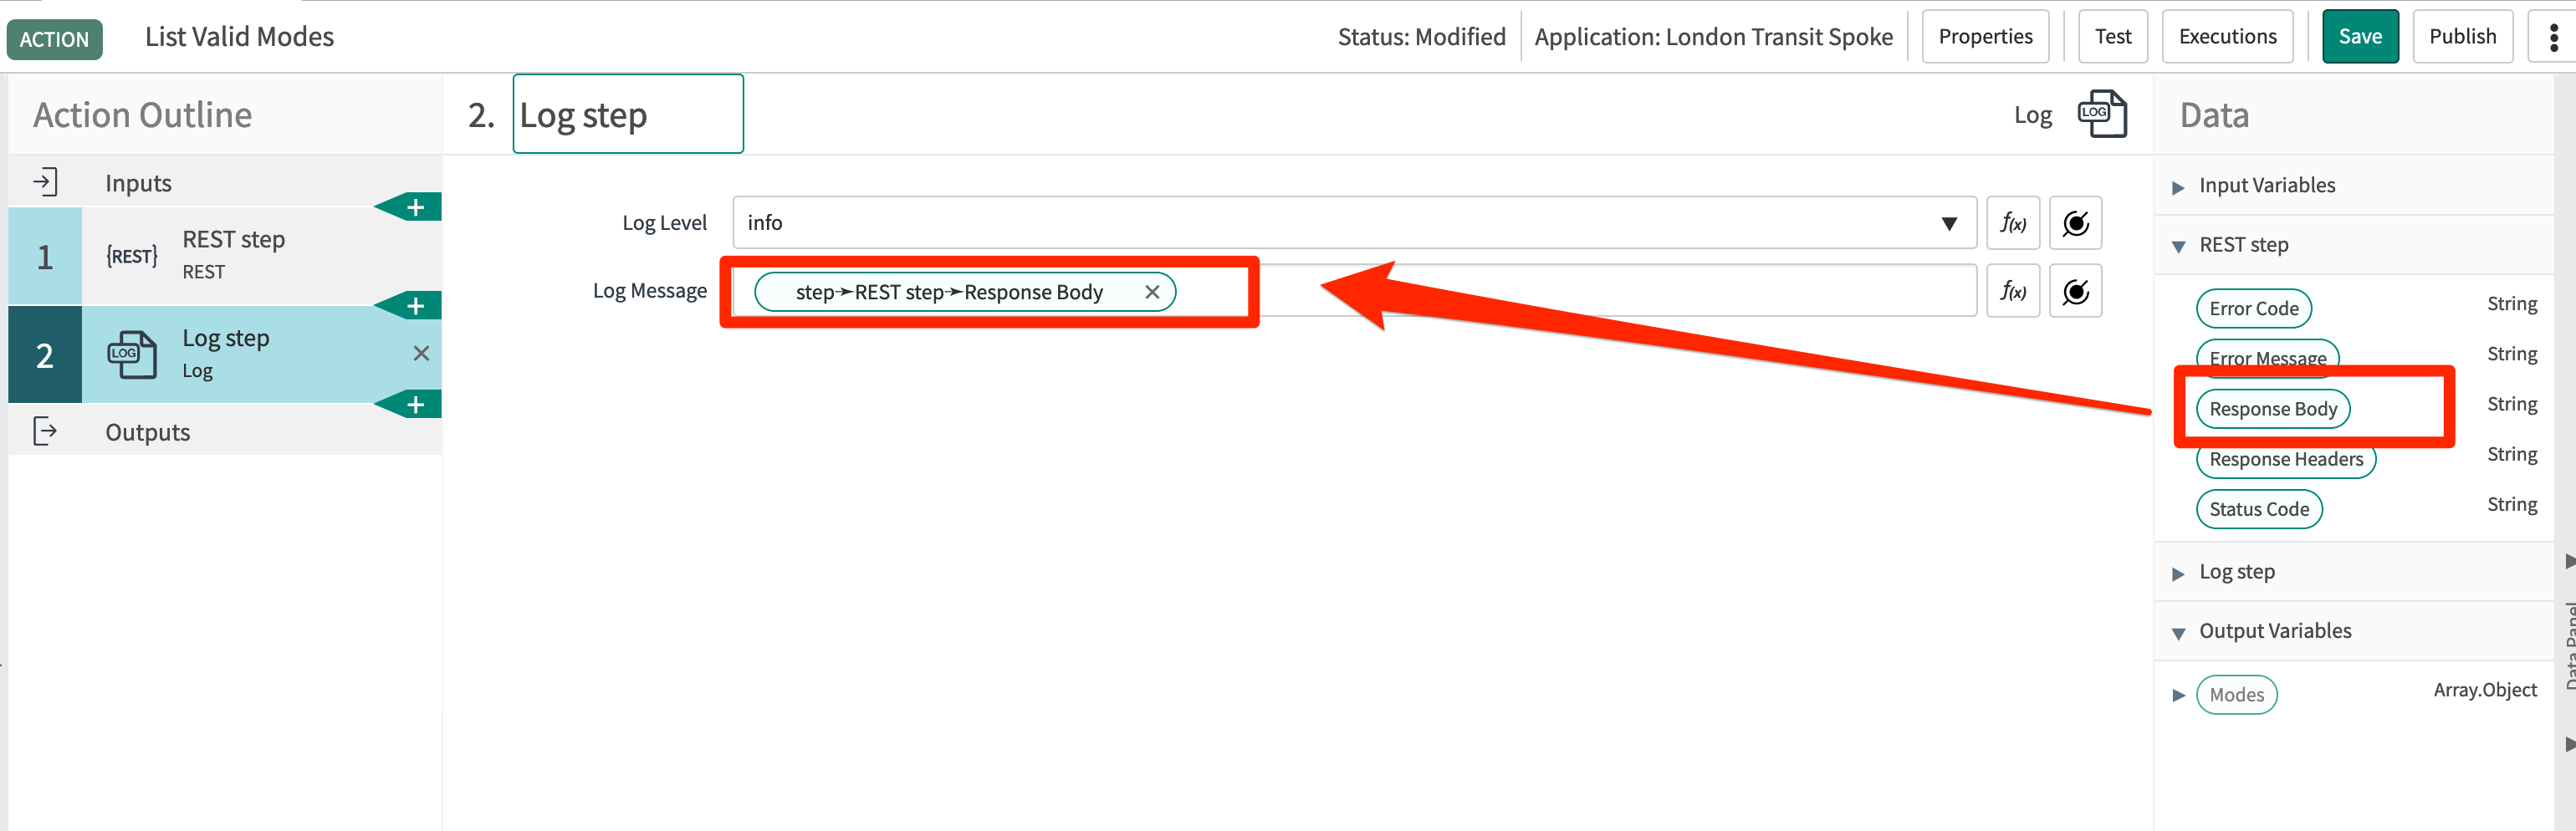 ACTION
List Valid Modes
Status: Modified
Application: London Transit Spoke
Properties
Test
Executions
Save
Publish
Action Outline
Inputs
1
{REST}
REST step
REST
2
LOG
Log step
Log
Outputs
2.
Log step
Log
LOG
Log Level
info
f(x)
Log Message
step→REST step→Response Body
f(x)
Data
Input Variables
REST step
Error Code
String
Error Message
String
Response Body
String
Response Headers
String
Status Code
String
Log step
Output Variables
Modes
Array.Object
Data Panel